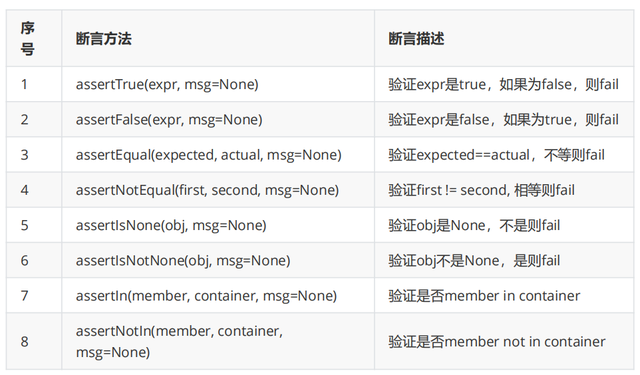 序
号
断言方法
断言描述
1
assertTrue(expr, msg=None)
验证expr是true，如果为false，则fail
2
assertFalse(expr, msg=None)
验证expr是false，如果为true，则fail
3
assertEqual(expected, actual, msg=None)
验证expected==actual，不等则fail
4
assertNotEqual(first, second, msg=None)
验证first != second, 相等则fail
5
assertIsNone(obj, msg=None)
验证obj是None，不是则fail
6
assertIsNotNone(obj, msg=None)
验证obj不是None，是则fail
7
assertIn(member, container, msg=None)
验证是否member in container
8
assertNotIn(member, container,
msg=None)
验证是否member not in container